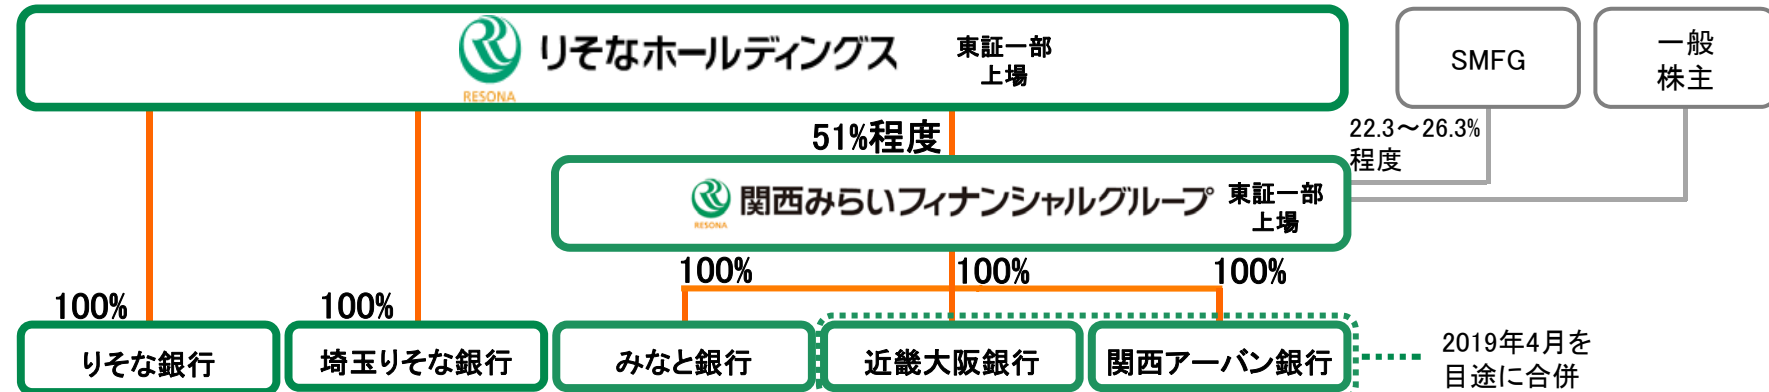 RESONA
りそなホールディングス
東証一部
上場
SMFG
一般
株主
51%程度
22.3～26.3%
程度
RESONA
関西みらいフィナンシャルグループ
東証一部
上場
100%
100%
100%
100%
100%
りそな銀行
埼玉りそな銀行
みなと銀行
近畿大阪銀行
関西アーバン銀行
2019年4月を
目途に合併